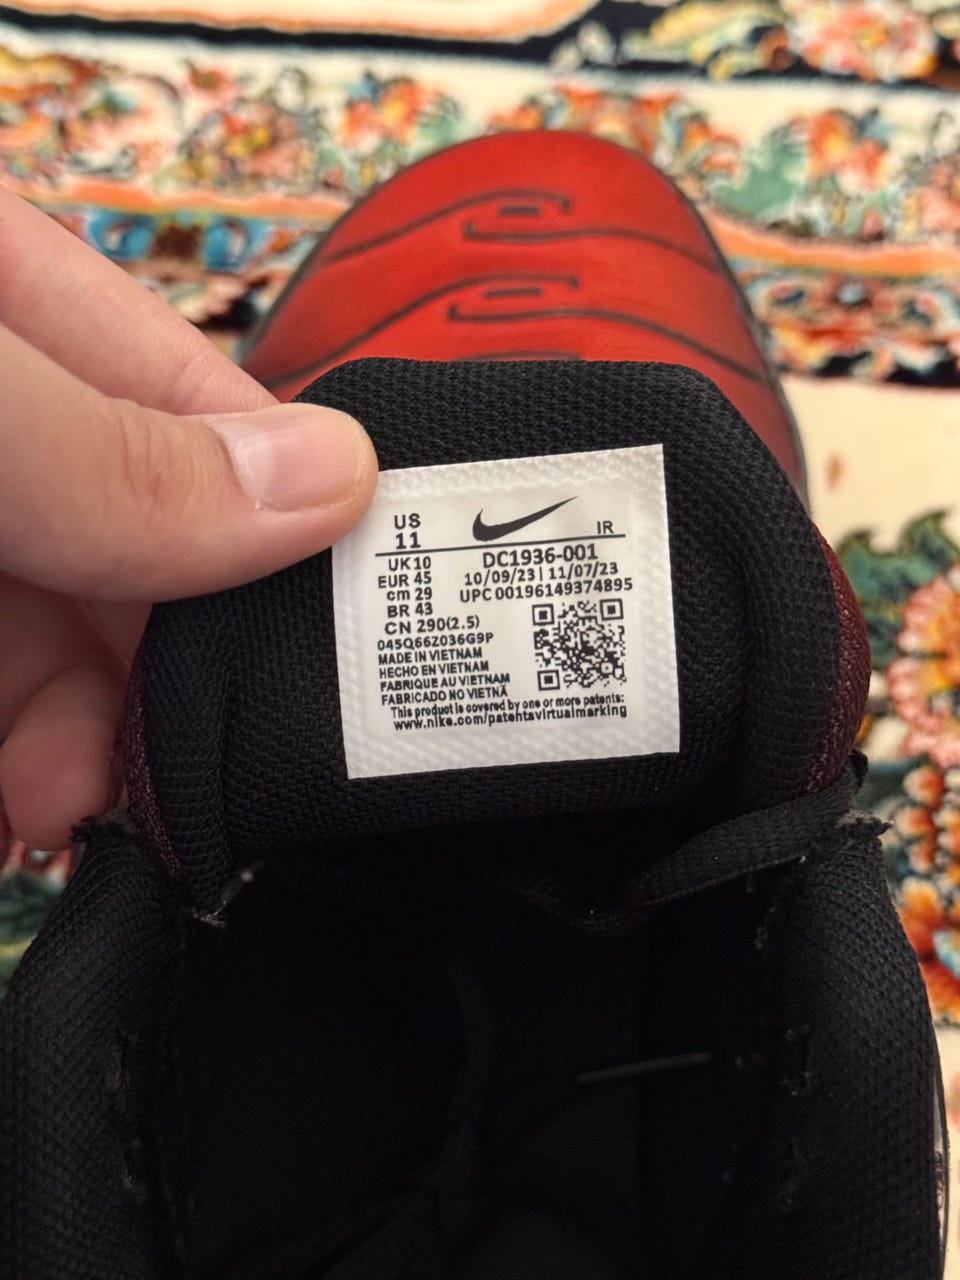 US
11
IR
UK 10
EUR 45
cm 29
BR 43
CN 290(2.5)
DC1936-001
10/09/23 | 11/07/23
UPC 00196149374895
045Q66Z036G9P
MADE IN VIETNAM
HECHO EN VIETNAM
FABRIQUE AU VIETNAM
FABRICADO NO VIETNÃ
This product is covered by one or more patents:
www.nike.com/patentsvirtualmarking